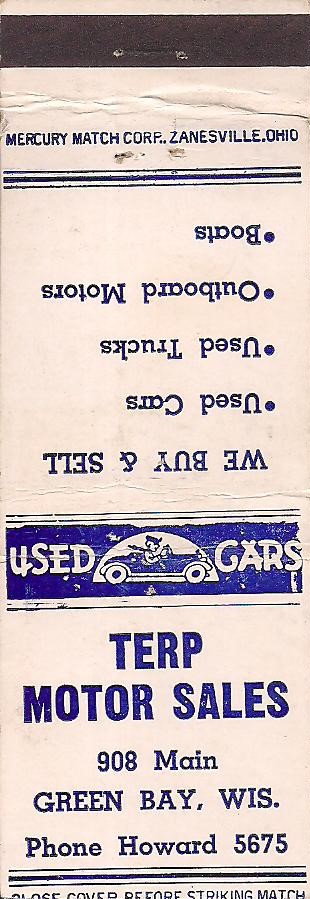 MERCURY MATCH CORP., ZANESVILLE, OHIO
WE BUY & SELL
• Used Cars
• Used Trucks
• Outboard Motors
• Boats
USED CARS
TERP
MOTOR SALES
908 Main
GREEN BAY, WIS.
Phone Howard 5675
CLOSE COVER BEFORE STRIKING MATCH